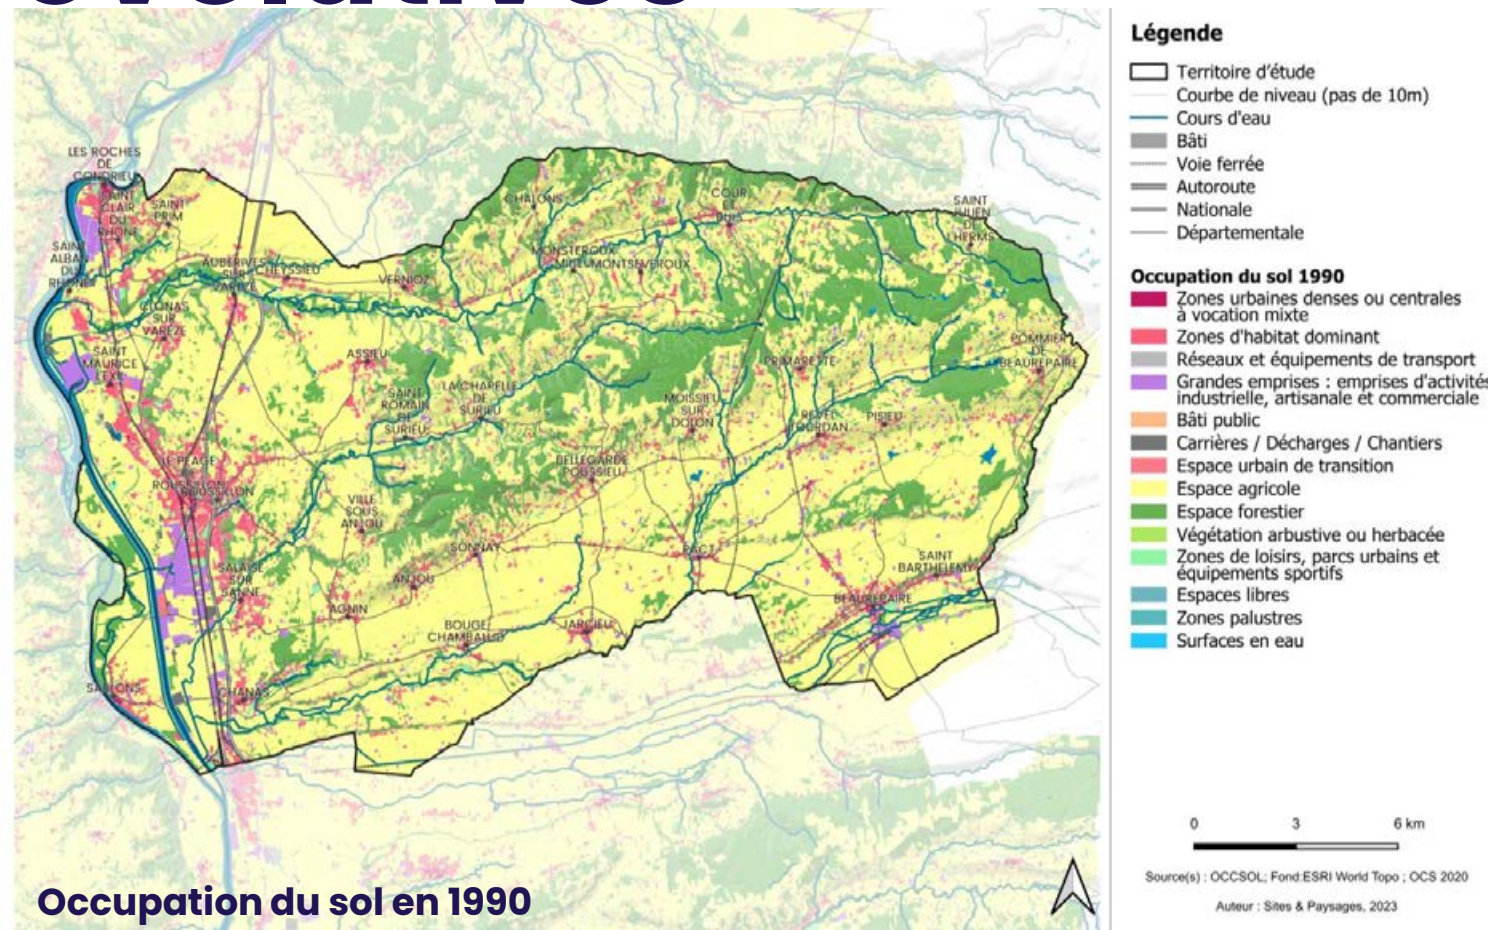 Légende
Territoire d'étude
Courbe de niveau (pas de 10m)
Cours d'eau
Bâti
Voie ferrée
Autoroute
Nationale
Départementale
Occupation du sol 1990
Zones urbaines denses ou centrales
à vocation mixte
Zones d'habitat dominant
Réseaux et équipements de transport
Grandes emprises : emprises d'activités
industrielle, artisanale et commerciale
Bâti public
Carrières / Décharges / Chantiers
Espace urbain de transition
Espace agricole
Espace forestier
Végétation arbustive ou herbacée
Zones de loisirs, parcs urbains et
équipements sportifs
Espaces libres
Zones palustres
Surfaces en eau
0 3 6 km
Source(s) : OCCSOL; Fond:ESRI World Topo ; OCS 2020
Auteur : Sites & Paysages, 2023
LES ROCHES
DE
CONDRIEU
SAINT
CLAIR
DU
RHONE
SAINT
PRIM
SAINT
ALBAN
DU
RHONE
AUBERIVES
SUR
VAREZE
CHEYSSIEU
VERNIOZ
CLONAS
SUR
VAREZE
SAINT
MAURICE
L'EXIL
CHALONS
COUR
ET
BUIS
SAINT
JULIEN
DE
L'HERMS
MONSTEROUX
MILIEU
MONTSEVEROUX
ASSIEU
SAINT
ROMAIN
DE
SURIEU
LA CHAPELLE
DE
SURIEU
PRIMARETTE
POMMIER
DE
BEAUREPAIRE
MOISSIEU
SUR
DOLON
REVEL
TOURDAN
PISIEU
LE PEAGE
DE
ROUSSILLON
ROUSSILLON
BELLEGARDE
POUSSIEU
VILLE
SOUS
ANJOU
SONNAY
PACT
SAINT
BARTHELEMY
SALAISE
SUR
SANNE
ANJOU
AGNIN
BEAUREPAIRE
BOUGE
CHAMBALUD
JARCIEU
SABLONS
CHANAS
Occupation du sol en 1990